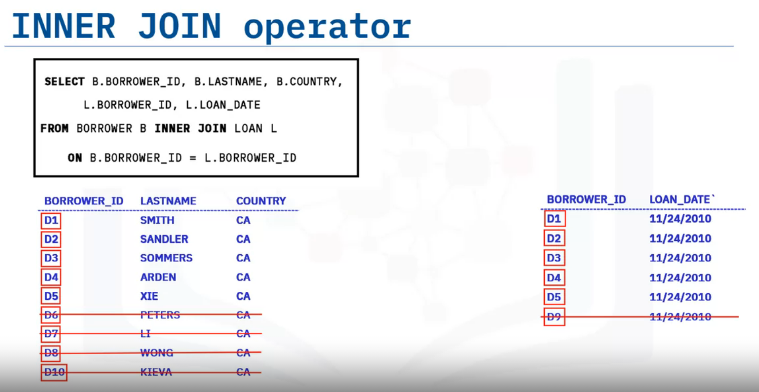 INNER JOIN operator
SELECT B.BORROWER_ID, B.LASTNAME, B.COUNTRY,
L.BORROWER_ID, L.LOAN_DATE
FROM BORROWER B INNER JOIN LOAN L
ON B.BORROWER_ID = L.BORROWER_ID
BORROWER_ID LASTNAME COUNTRY
D1 SMITH CA
D2 SANDLER CA
D3 SOMMERS CA
D4 ARDEN CA
D5 XIE CA
D6 PETERS CA
D7 LI CA
D8 WONG CA
D10 KIEVA CA
BORROWER_ID LOAN_DATE`
D1 11/24/2010
D2 11/24/2010
D3 11/24/2010
D4 11/24/2010
D5 11/24/2010
D9 11/24/2010